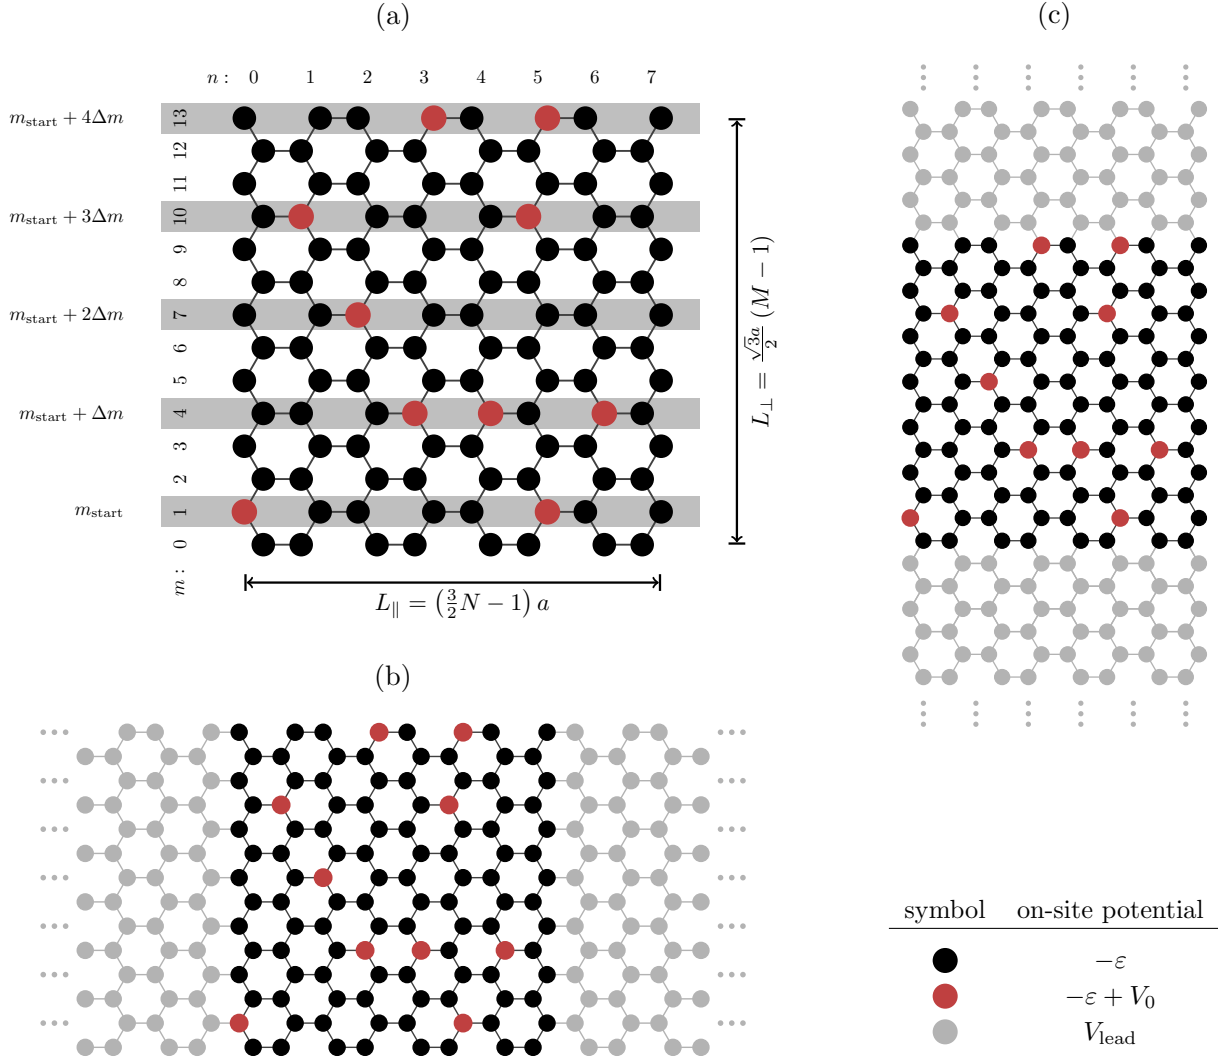 (a)
(c)
n : 0 1 2 3 4 5 6 7
m_start + 4Δm
m_start + 3Δm
m_start + 2Δm
m_start + Δm
m_start
13
12
11
10
9
8
7
6
5
4
3
2
1
0
m :
L_⊥ = √3a/2 (M − 1)
L_∥ = (3/2 N − 1) a
(b)
symbol on-site potential
−ε
−ε + V_0
V_lead